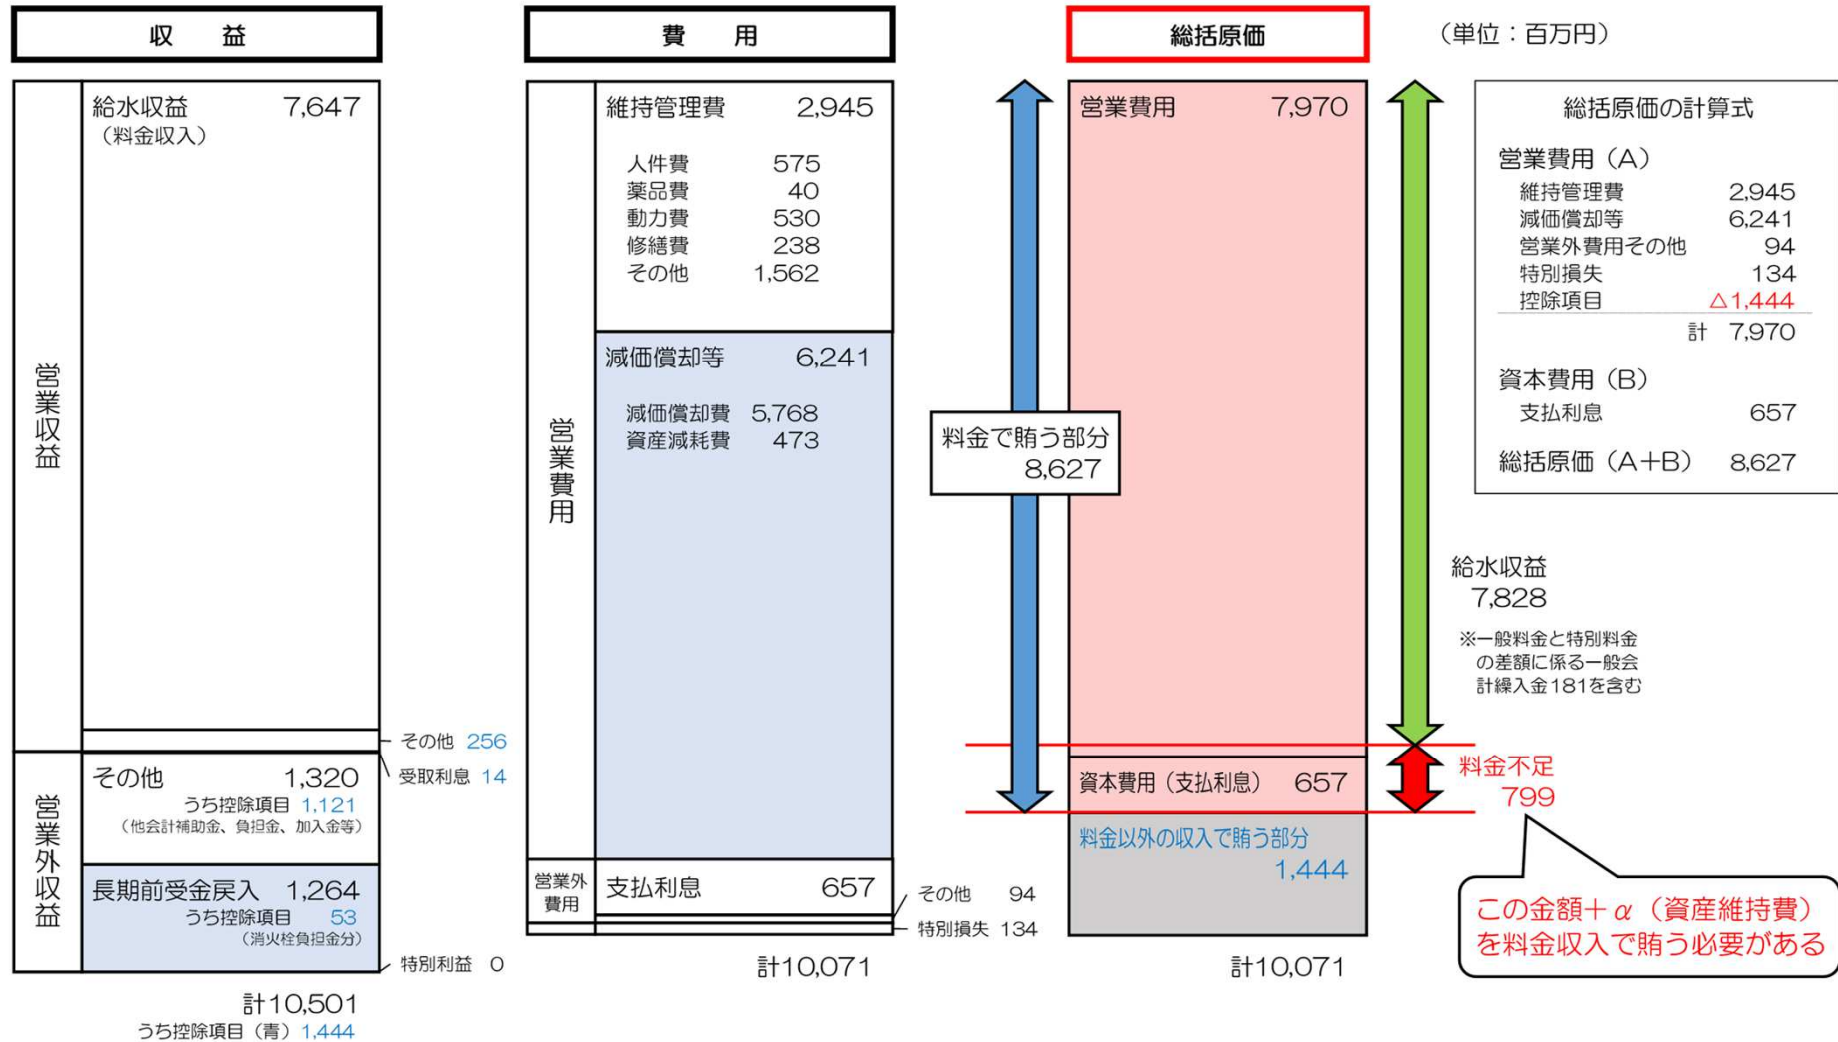 収　益
営業収益
給水収益 7,647
（料金収入）
その他 256
受取利息 14
営業外収益
その他 1,320
うち控除項目 1,121
（他会計補助金、負担金、加入金等）
長期前受金戻入 1,264
うち控除項目 53
（消火栓負担金分）
特別利益 0
計10,501
うち控除項目（青）1,444
費　用
営業費用
維持管理費 2,945
人件費 575
薬品費 40
動力費 530
修繕費 238
その他 1,562
減価償却等 6,241
減価償却費 5,768
資産減耗費 473
営業外
費用
支払利息 657
その他 94
特別損失 134
計10,071
総括原価
（単位：百万円）
料金で賄う部分
8,627
営業費用 7,970
資本費用（支払利息） 657
料金以外の収入で賄う部分
1,444
計10,071
総括原価の計算式
営業費用（A）
維持管理費 2,945
減価償却等 6,241
営業外費用その他 94
特別損失 134
控除項目 △1,444
計 7,970
資本費用（B）
支払利息 657
総括原価（A＋B） 8,627
給水収益
7,828
※一般料金と特別料金
の差額に係る一般会
計繰入金181を含む
料金不足
799
この金額＋α（資産維持費）
を料金収入で賄う必要がある